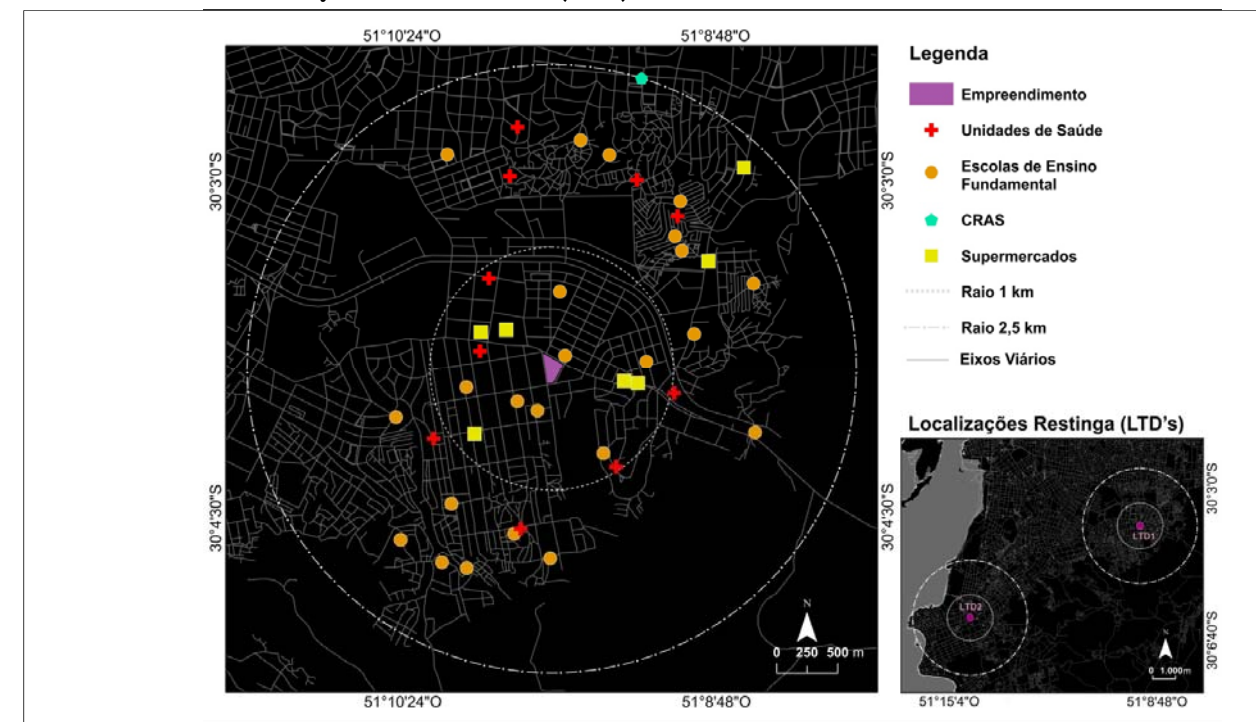 51°10'24"O
51°8'48"O
30°3'0"S
30°3'0"S
30°4'30"S
30°4'30"S
N
0 250 500 m
51°10'24"O
51°8'48"O
Legenda
Empreendimento
Unidades de Saúde
Escolas de Ensino
Fundamental
CRAS
Supermercados
Raio 1 km
Raio 2,5 km
Eixos Viários
Localizações Restinga (LTD's)
30°3'0"S
LTD1
LTD2
30°6'40"S
N
0 1.000m
51°15'4"O
51°8'48"O